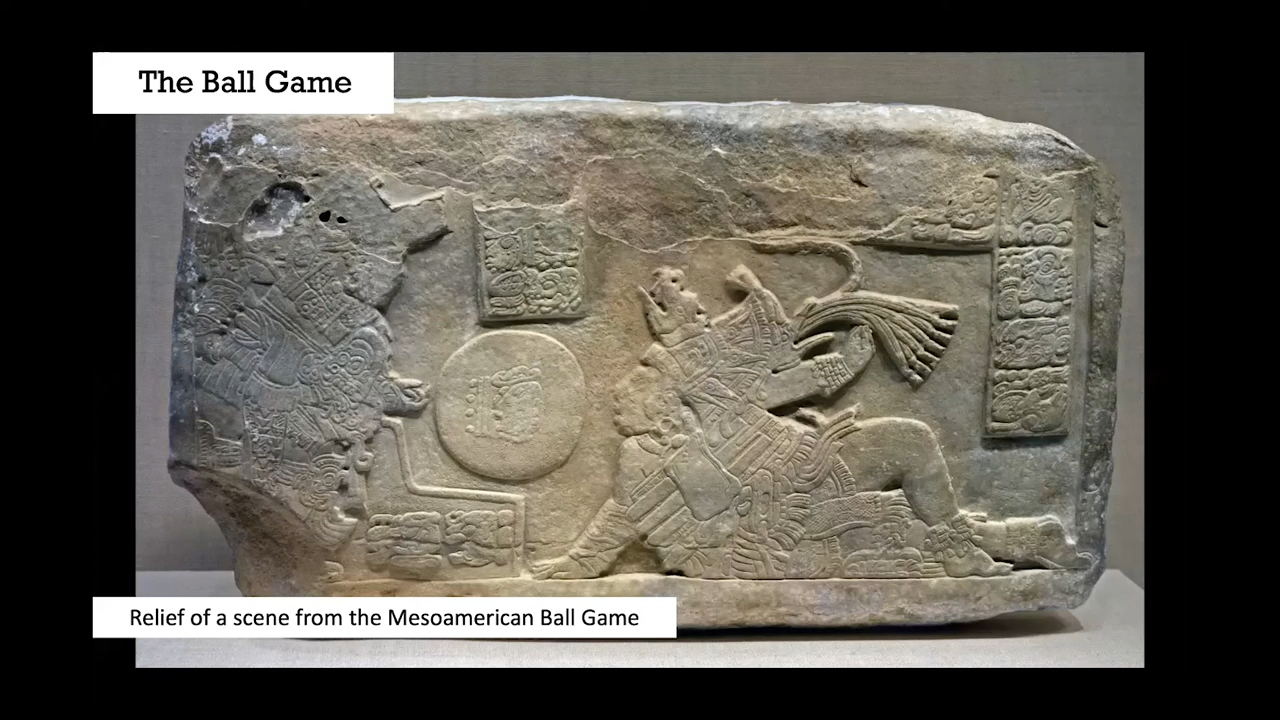 The Ball Game
Relief of a scene from the Mesoamerican Ball Game